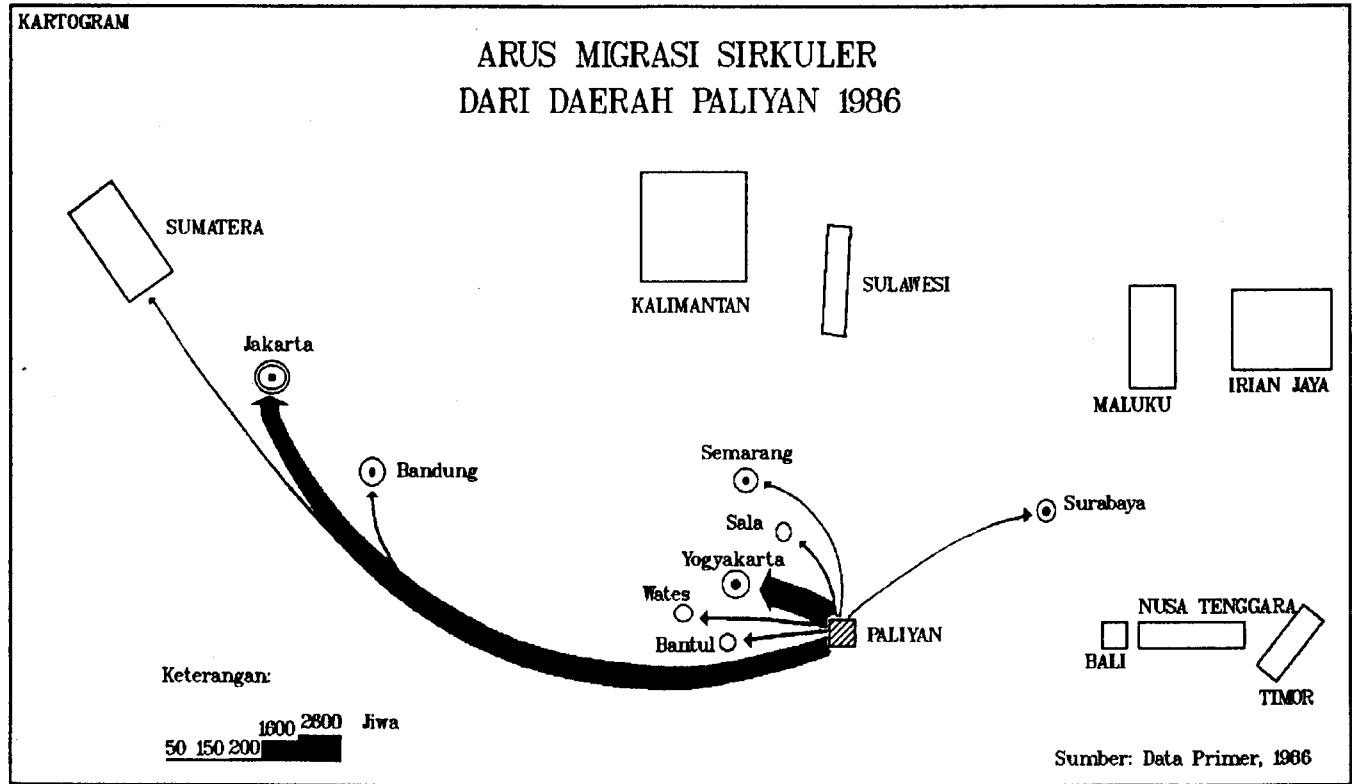 KARTOGRAM
ARUS MIGRASI SIRKULER
DARI DAERAH PALIYAN 1986
SUMATERA
KALIMANTAN
SULAWESI
MALUKU
IRIAN JAYA
Jakarta
Bandung
Semarang
Sala
Yogyakarta
Wates
Bantul
PALIYAN
Surabaya
NUSA TENGGARA
BALI
TIMOR
Keterangan:
50 150 200 1600 2600 Jiwa
Sumber: Data Primer, 1986